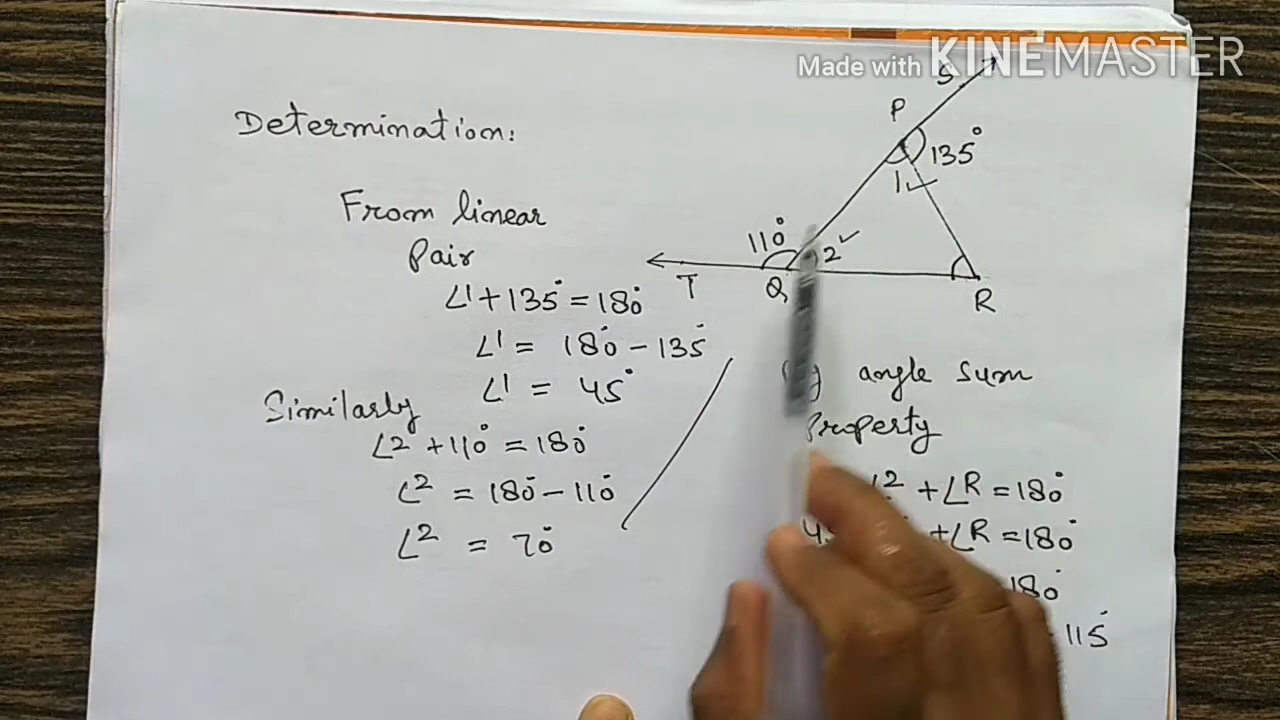 Made with KINEMASTER
Determination:
S
P
135°
1
From linear
Pair
110°
2
T
Q
R
∠1 + 135° = 180°
∠1 = 180° - 135°
∠1 = 45°
Similarly
∠2 + 110° = 180°
∠2 = 180° - 110°
∠2 = 70°
angle sum
Property
∠2 + ∠R = 180°
+ ∠R = 180°
180°
115°